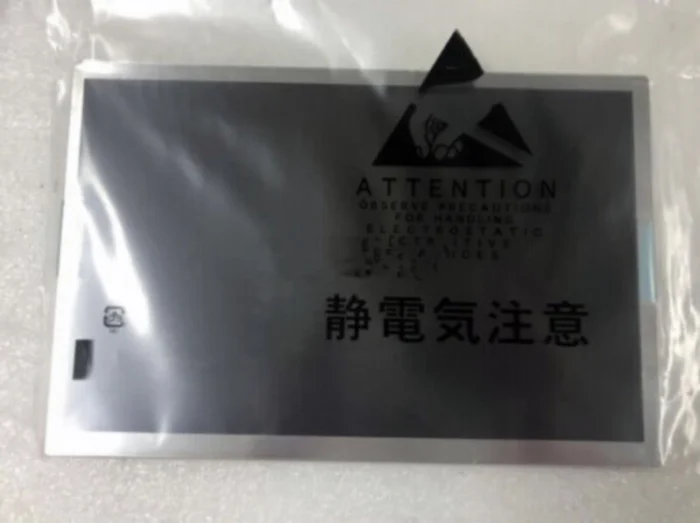 ATTENTION
OBSERVE PRECAUTIONS
FOR HANDLING
ELECTROSTATIC
静電気注意